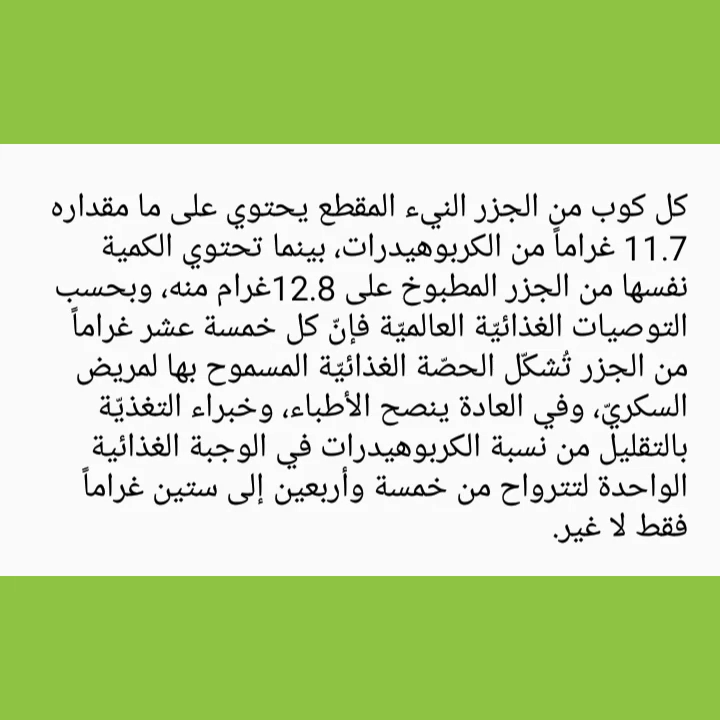 كل كوب من الجزر النيء المقطع يحتوي على ما مقداره
11.7 غراماً من الكربوهيدرات، بينما تحتوي الكمية
نفسها من الجزر المطبوخ على 12.8غرام منه، وبحسب
التوصيات الغذائيّة العالميّة فإنّ كل خمسة عشر غراماً
من الجزر تُشكّل الحصّة الغذائيّة المسموح بها لمريض
السكريّ، وفي العادة ينصح الأطباء، وخبراء التغذيّة
بالتقليل من نسبة الكربوهيدرات في الوجبة الغذائية
الواحدة لتترواح من خمسة وأربعين إلى ستين غراماً
فقط لا غير.